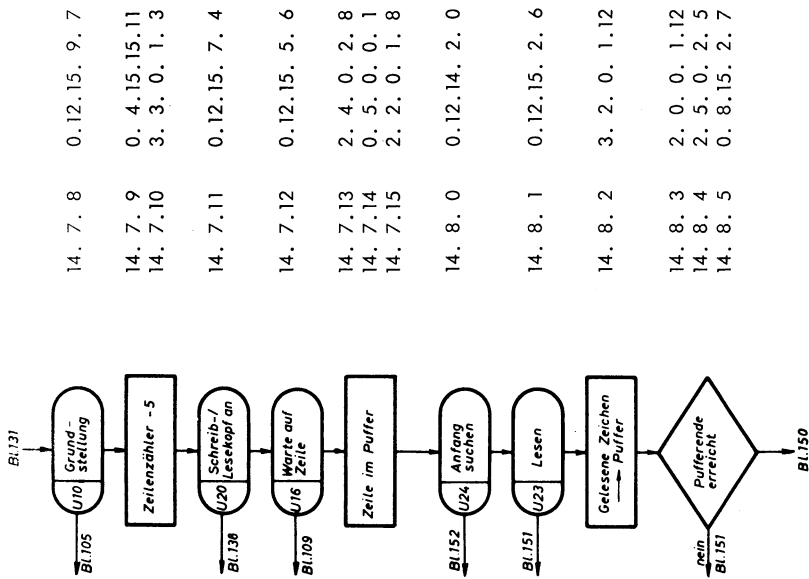 Bl.131
U10 Grund-
stellung
Bl.105
14. 7. 8 0.12.15. 9. 7
Zeilenzähler -5
14. 7. 9 0. 4.15.15.11
14. 7.10 3. 3. 0. 1. 3
U20 Schreib-/
Lesekopf an
Bl.138
14. 7.11 0.12.15. 7. 4
U16 Warte auf
Zeile
Bl.109
14. 7.12 0.12.15. 5. 6
Zeile im Puffer
14. 7.13 2. 4. 0. 2. 8
14. 7.14 0. 5. 0. 0. 1
14. 7.15 2. 2. 0. 1. 8
U24 Anfang
suchen
Bl.152
14. 8. 0 0.12.14. 2. 0
U23 Lesen
Bl.151
14. 8. 1 0.12.15. 2. 6
Gelesene Zeichen
→ Puffer
14. 8. 2 3. 2. 0. 1.12
Pufferende
erreicht
nein
Bl.151
14. 8. 3 2. 0. 0. 1.12
14. 8. 4 2. 5. 0. 2. 5
14. 8. 5 0. 8.15. 2. 7
Bl.150